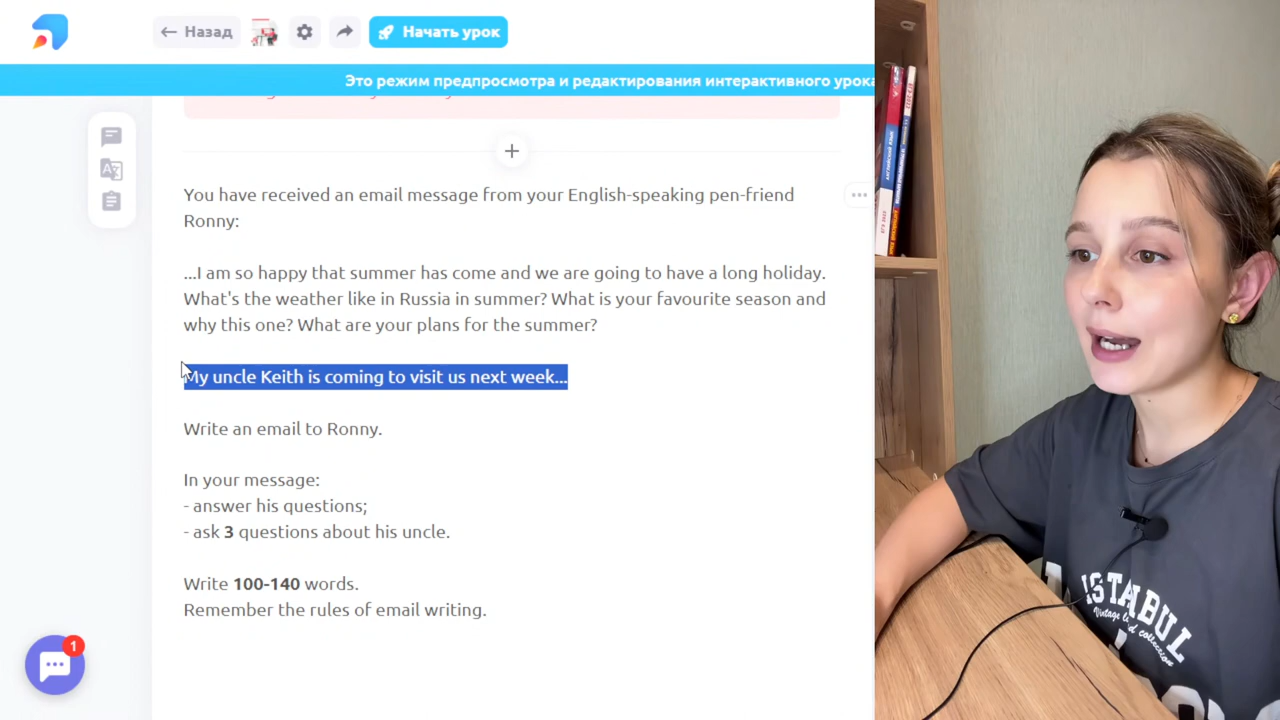 Назад
Начать урок
Это режим предпросмотра и редактирования интерактивного урока
You have received an email message from your English-speaking pen-friend
Ronny:
...I am so happy that summer has come and we are going to have a long holiday.
What's the weather like in Russia in summer? What is your favourite season and
why this one? What are your plans for the summer?
My uncle Keith is coming to visit us next week...
Write an email to Ronny.
In your message:
- answer his questions;
- ask 3 questions about his uncle.
Write 100-140 words.
Remember the rules of email writing.
1
АНГЛИЙСКИЙ ЯЗЫК
ISTANBUL